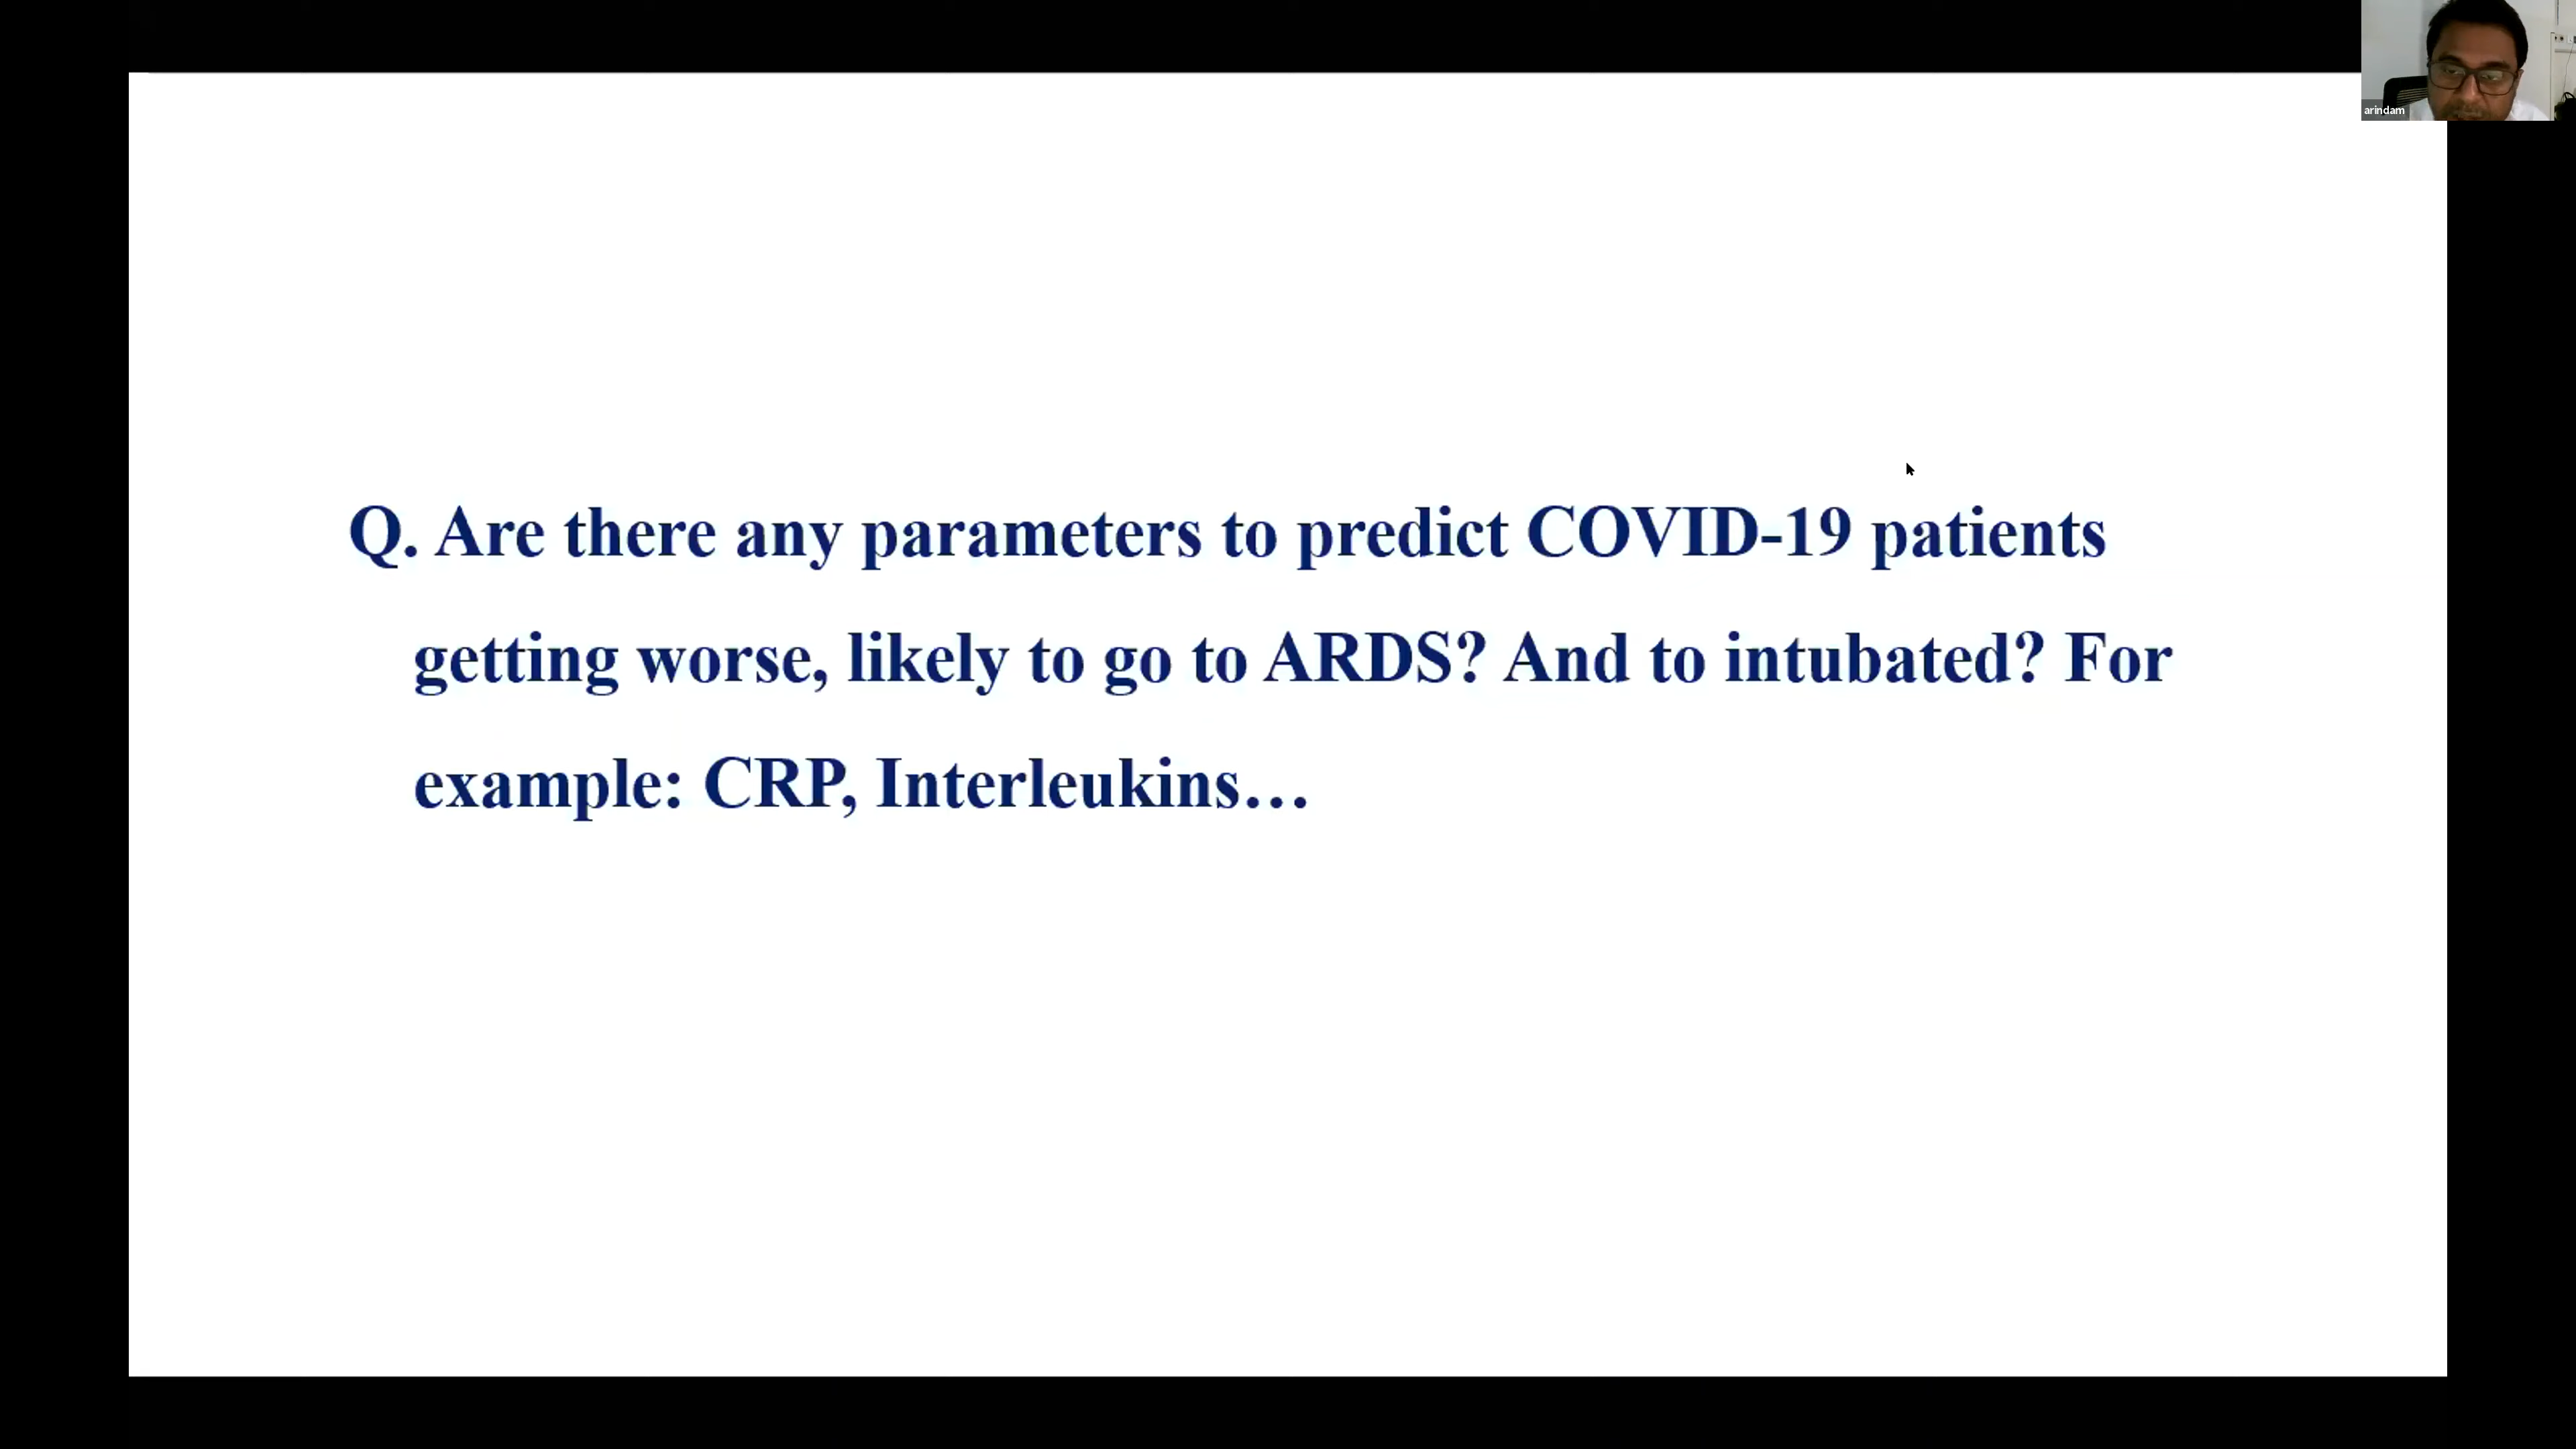 arindam
Q. Are there any parameters to predict COVID-19 patients
getting worse, likely to go to ARDS? And to intubated? For
example: CRP, Interleukins…